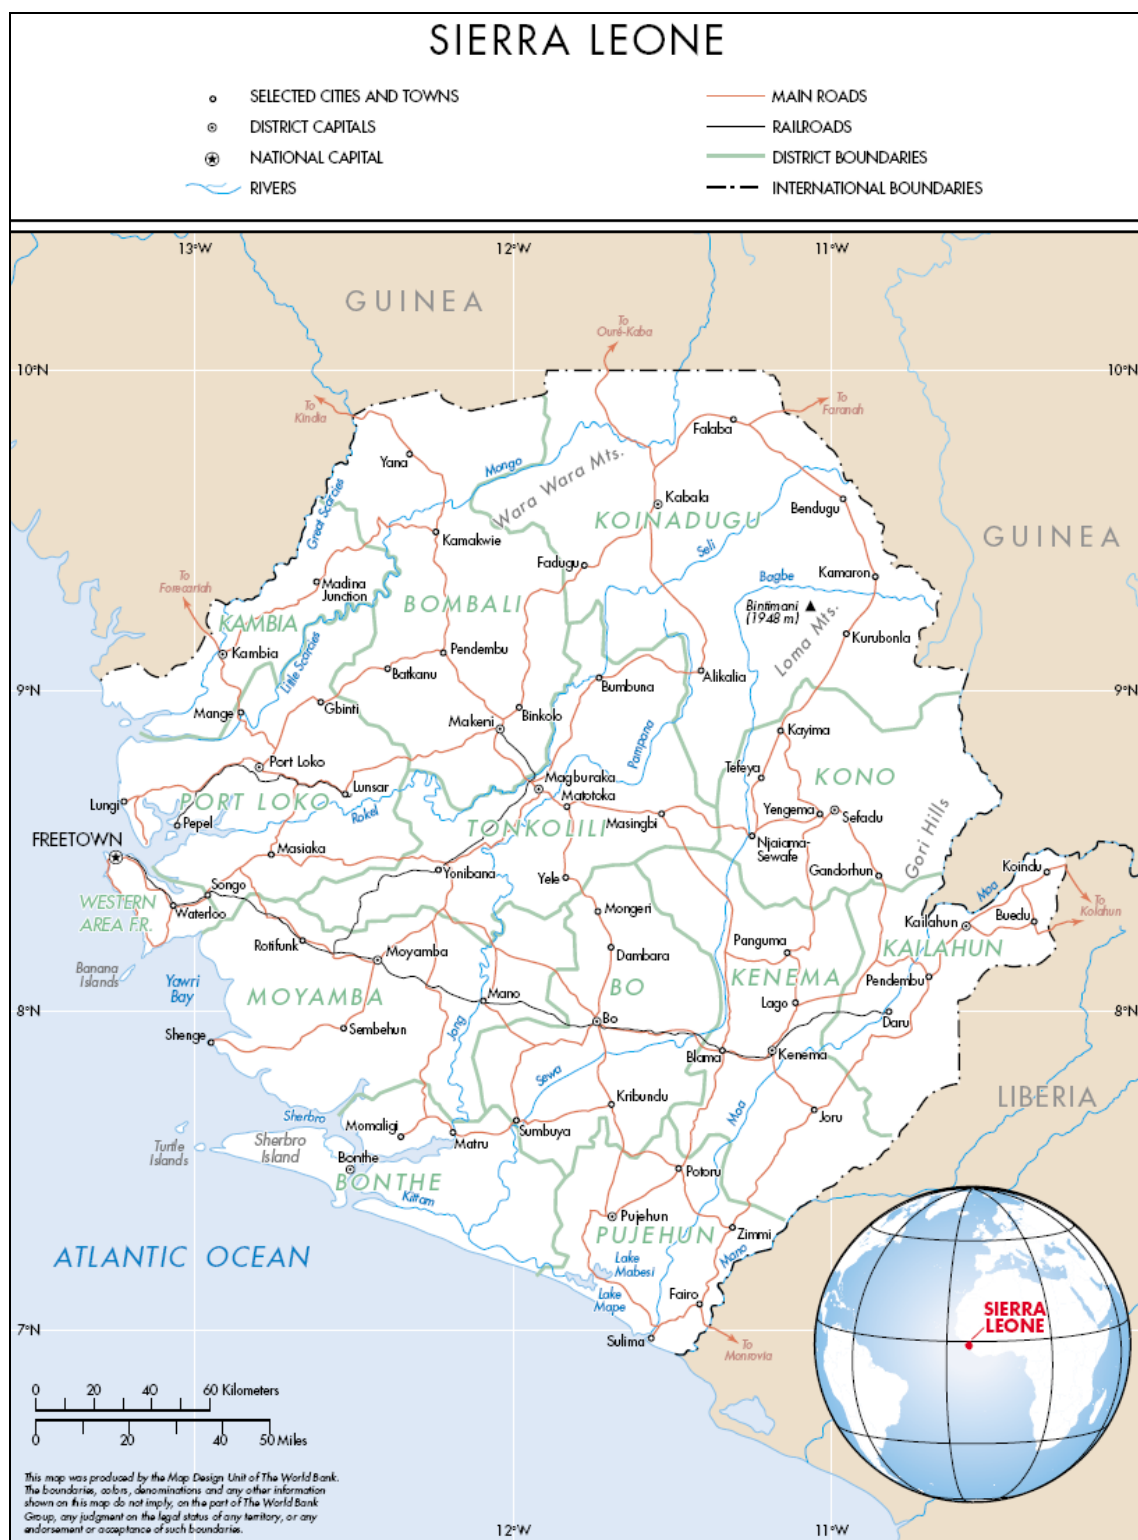 SIERRA LEONE
SELECTED CITIES AND TOWNS
DISTRICT CAPITALS
NATIONAL CAPITAL
RIVERS
MAIN ROADS
RAILROADS
DISTRICT BOUNDARIES
INTERNATIONAL BOUNDARIES
13°W
12°W
11°W
GUINEA
To
Ouré-Kaba
10°N
10°N
To
Kindia
To
Faranah
Falaba
Yana
Mongo
Wara Wara Mts.
Kabala
KOINADUGU
Bendugu
Great Scarcies
Kamakwie
GUINEA
Seli
Fadugu
Kamaron
Bagbe
To
Forecariah
Madina
Junction
BOMBALI
Bintimani
(1948 m)
Loma Mts.
KAMBIA
Kambia
Little Scarcies
Pendembu
Kurubonla
Batkanu
Bumbuna
Alikalia
9°N
9°N
Mange
Gbinti
Makeni
Binkolo
Kayima
Pampana
Port Loko
Tefeya
KONO
Magburaka
Lunsar
Matotoka
Lungi
PORT LOKO
Pepel
Rokel
TONKOLILI
Masingbi
Yengema
Sefadu
Gori Hills
FREETOWN
Masiaka
Njaiama-
Sewafe
Yonibana
Yele
Gandorhun
Koindu
Songo
Moa
WESTERN
AREA F.R.
Waterloo
Mongeri
Kailahun
Buedu
To
Kolahun
Rotifunk
Moyamba
Dambara
Panguma
KAILAHUN
Banana
Islands
Yawri
Bay
MOYAMBA
BO
KENEMA
Pendembu
Mano
Lago
8°N
8°N
Bo
Daru
Shenge
Sembehun
Jong
Blama
Kenema
Sewa
Kribundu
Moa
LIBERIA
Sherbro
Joru
Momaligi
Sumbuya
Turtle
Islands
Sherbro
Island
Matru
Bonthe
Potoru
BONTHE
Kittam
Pujehun
PUJEHUN
Zimmi
ATLANTIC OCEAN
Lake
Mabesi
Mano
Lake
Mape
Fairo
SIERRA
LEONE
7°N
Sulima
To
Monrovia
0 20 40 60 Kilometers
0 20 40 50 Miles
This map was produced by the Map Design Unit of The World Bank.
The boundaries, colors, denominations and any other information
shown on this map do not imply, on the part of The World Bank
Group, any judgment on the legal status of any territory, or any
endorsement or acceptance of such boundaries.
12°W
11°W